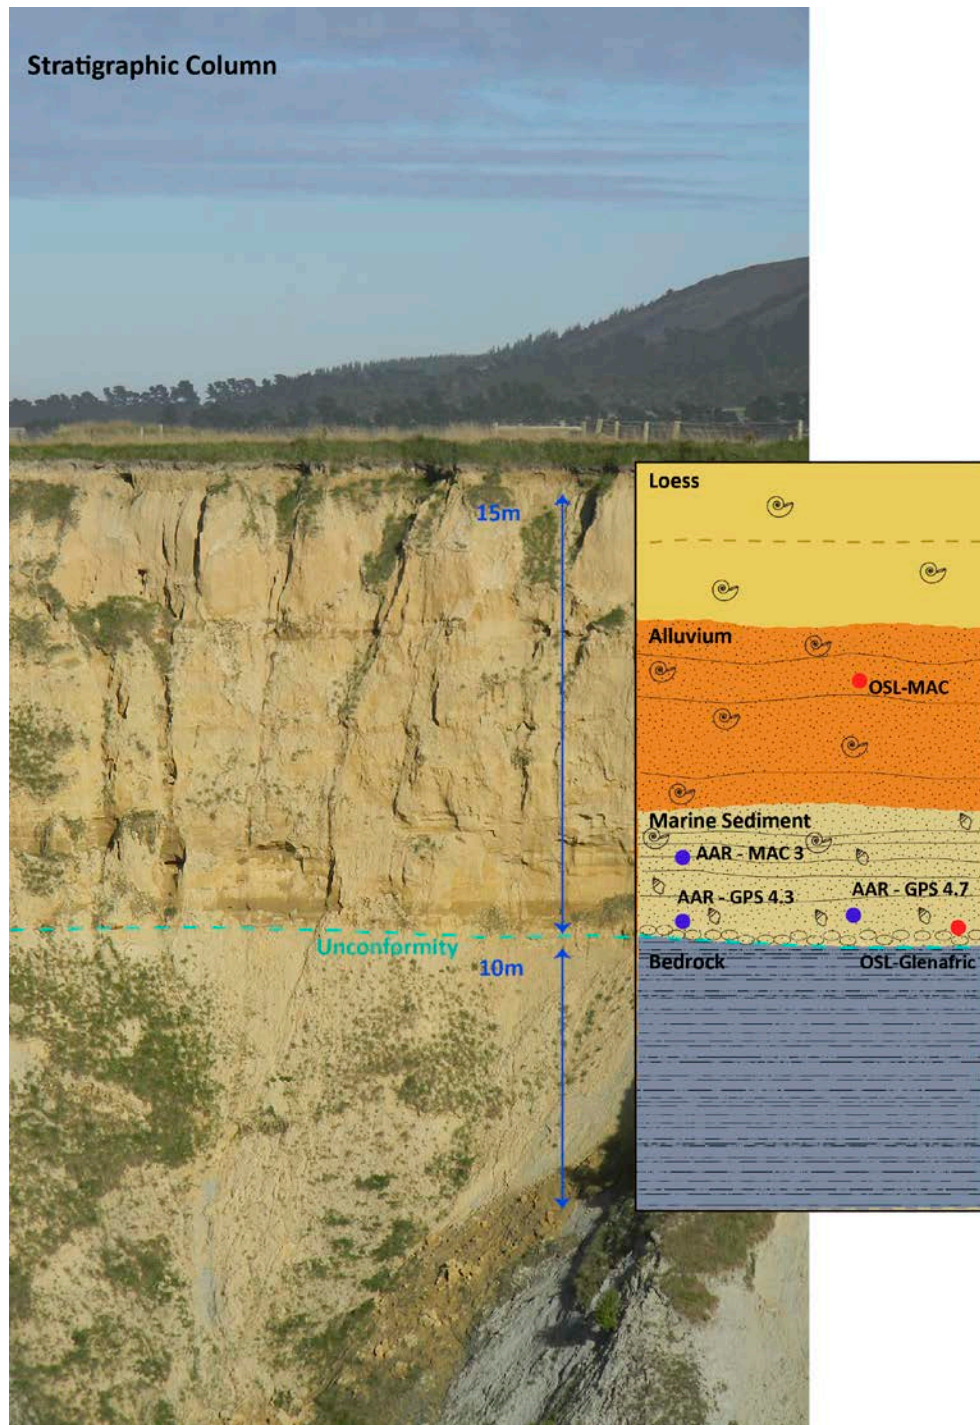 Stratigraphic Column
15m
Unconformity
10m
Loess
Alluvium
OSL-MAC
Marine Sediment
AAR - MAC 3
AAR - GPS 4.3
AAR - GPS 4.7
Bedrock
OSL-Glenafric